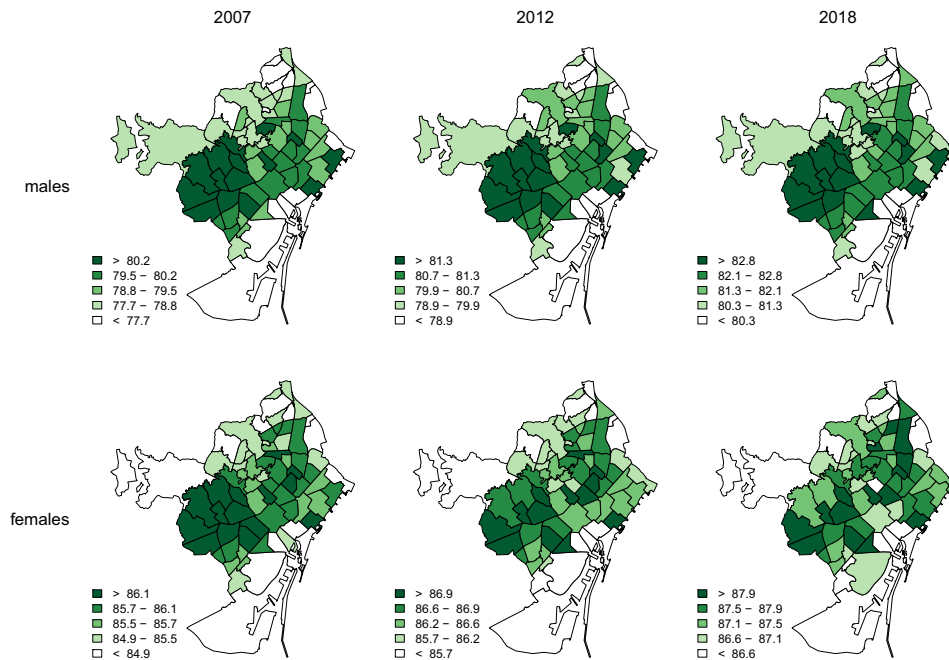 2007 2012 2018
males
> 80.2
79.5 – 80.2
78.8 – 79.5
77.7 – 78.8
< 77.7
> 81.3
80.7 – 81.3
79.9 – 80.7
78.9 – 79.9
< 78.9
> 82.8
82.1 – 82.8
81.3 – 82.1
80.3 – 81.3
< 80.3
females
> 86.1
85.7 – 86.1
85.5 – 85.7
84.9 – 85.5
< 84.9
> 86.9
86.6 – 86.9
86.2 – 86.6
85.7 – 86.2
< 85.7
> 87.9
87.5 – 87.9
87.1 – 87.5
86.6 – 87.1
< 86.6